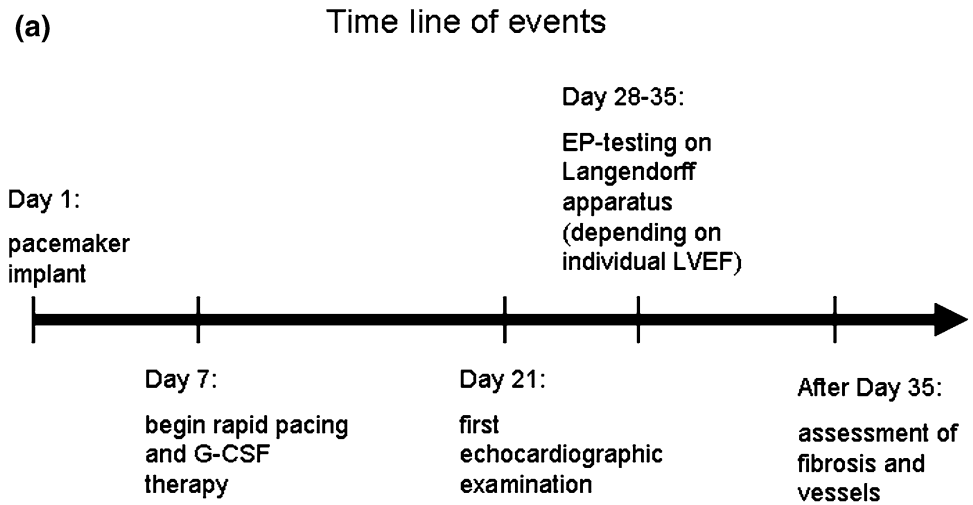 (a)
Time line of events
Day 28-35:
EP-testing on
Langendorff
apparatus
(depending on
individual LVEF)
Day 1:
pacemaker
implant
Day 7:
begin rapid pacing
and G-CSF
therapy
Day 21:
first
echocardiographic
examination
After Day 35:
assessment of
fibrosis and
vessels